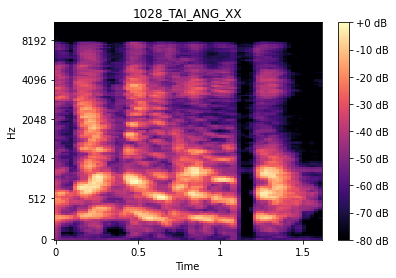 1028_TAI_ANG_XX
+0 dB
8192
-10 dB
4096
-20 dB
-30 dB
2048
Hz
-40 dB
1024
-50 dB
512
-60 dB
-70 dB
0
-80 dB
0
0.5
1
1.5
Time